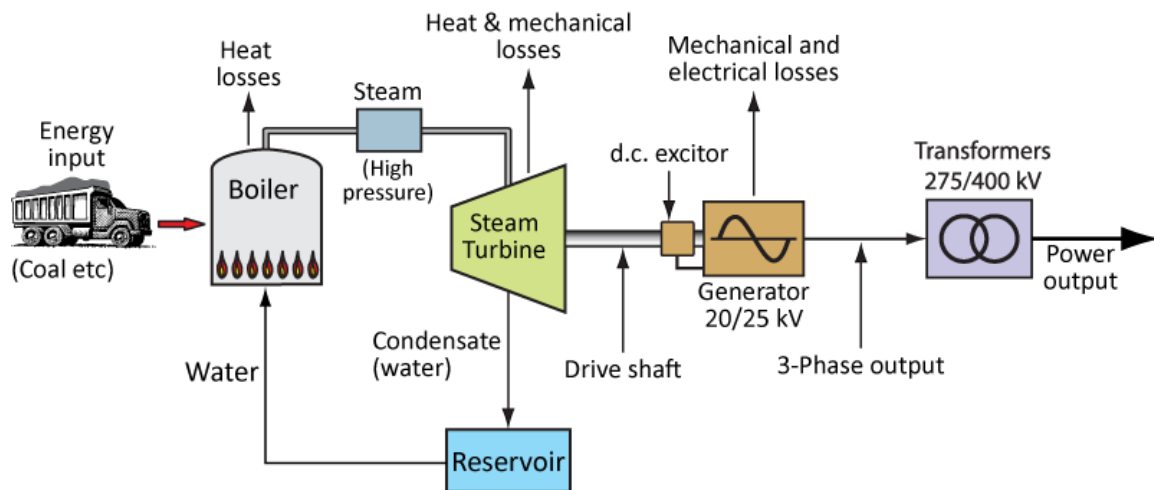 Heat & mechanical
losses
Mechanical and
electrical losses
Heat
losses
Steam
(High
pressure)
Energy
input
(Coal etc)
Boiler
Steam
Turbine
d.c. excitor
Generator
20/25 kV
Transformers
275/400 kV
Power
output
Drive shaft
3-Phase output
Condensate
(water)
Water
Reservoir